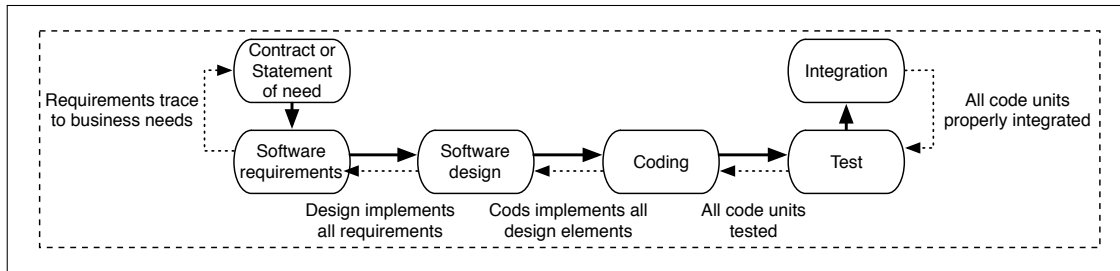 Contract or
Statement
of need
Integration
Requirements trace
to business needs
All code units
properly integrated
Software
requirements
Software
design
Coding
Test
Design implements
all requirements
Cods implements all
design elements
All code units
tested